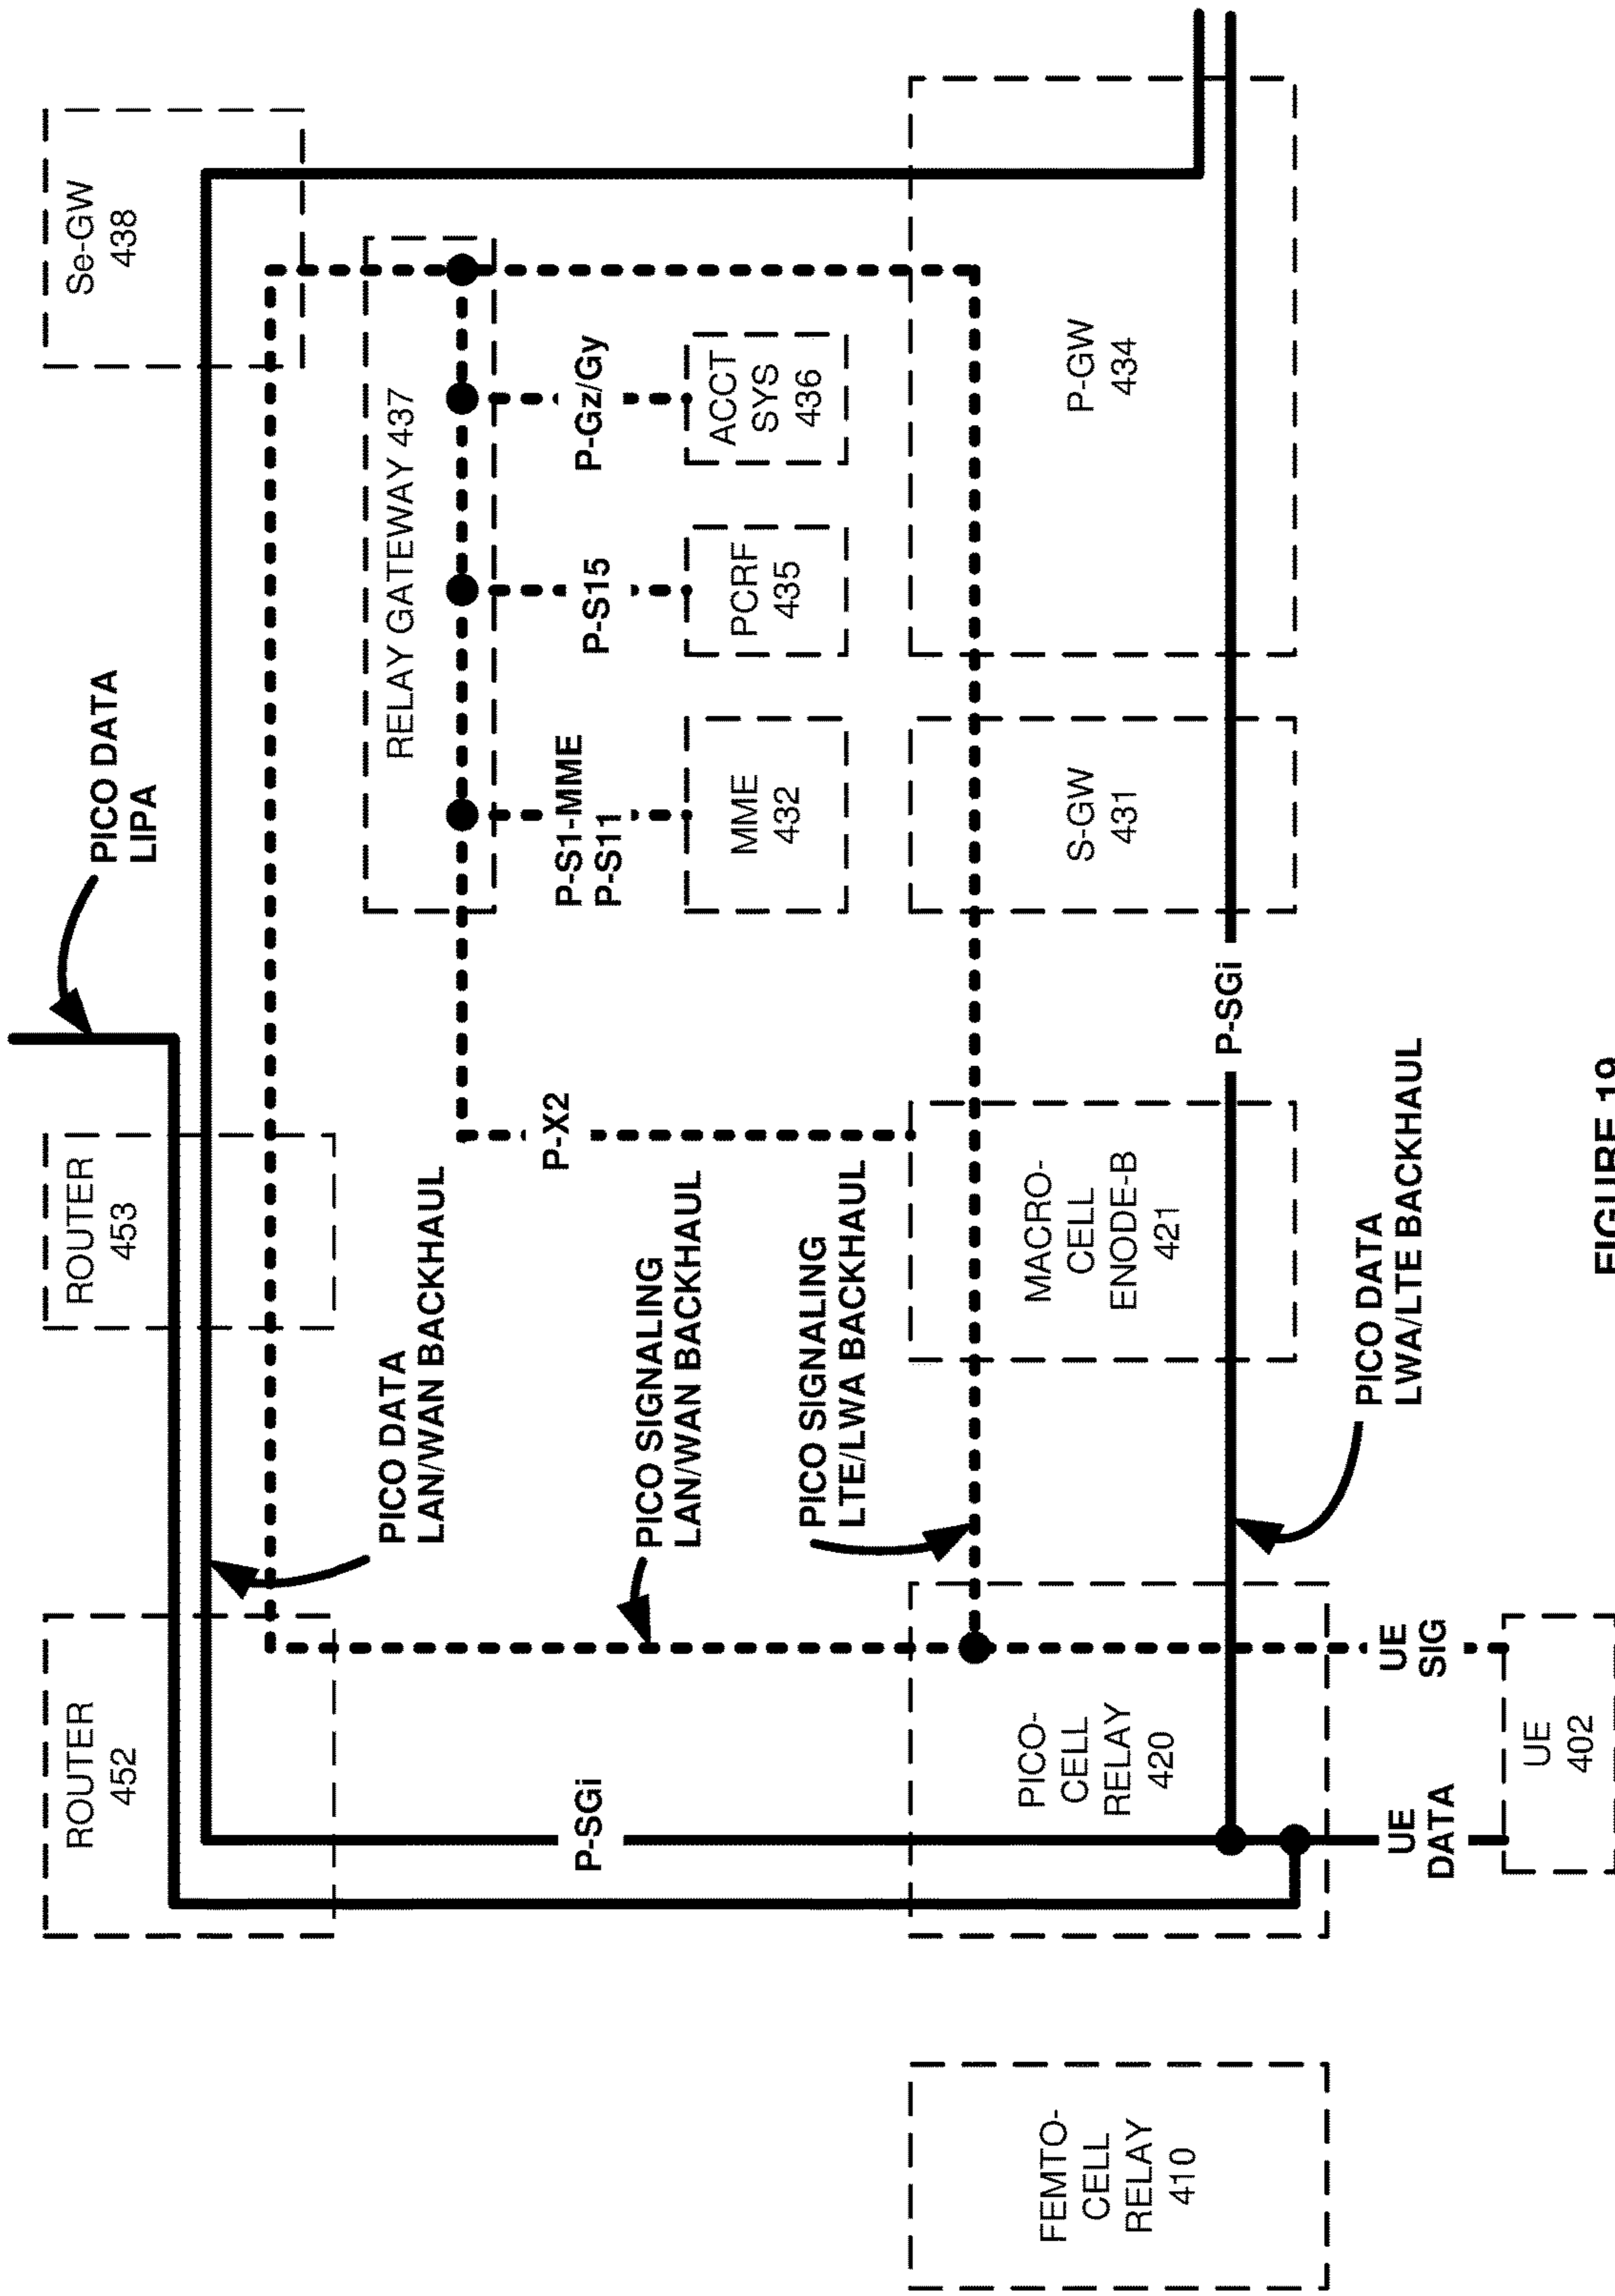 ROUTER
452
ROUTER
453
Se-GW
438
PICO DATA
LIPA
PICO DATA
LAN/WAN BACKHAUL
RELAY GATEWAY 437
P-SGi
P-X2
P-S1-MME
P-S11
P-S15
P-Gz/Gy
PICO SIGNALING
LAN/WAN BACKHAUL
MME
432
PCRF
435
ACCT
SYS
436
PICO SIGNALING
LTE/LWA BACKHAUL
FEMTO-
CELL
RELAY
410
PICO-
CELL
RELAY
420
MACRO-
CELL
ENODE-B
421
S-GW
431
P-GW
434
P-SGi
UE
DATA
UE
SIG
PICO DATA
LWA/LTE BACKHAUL
UE
402
FIGURE 19